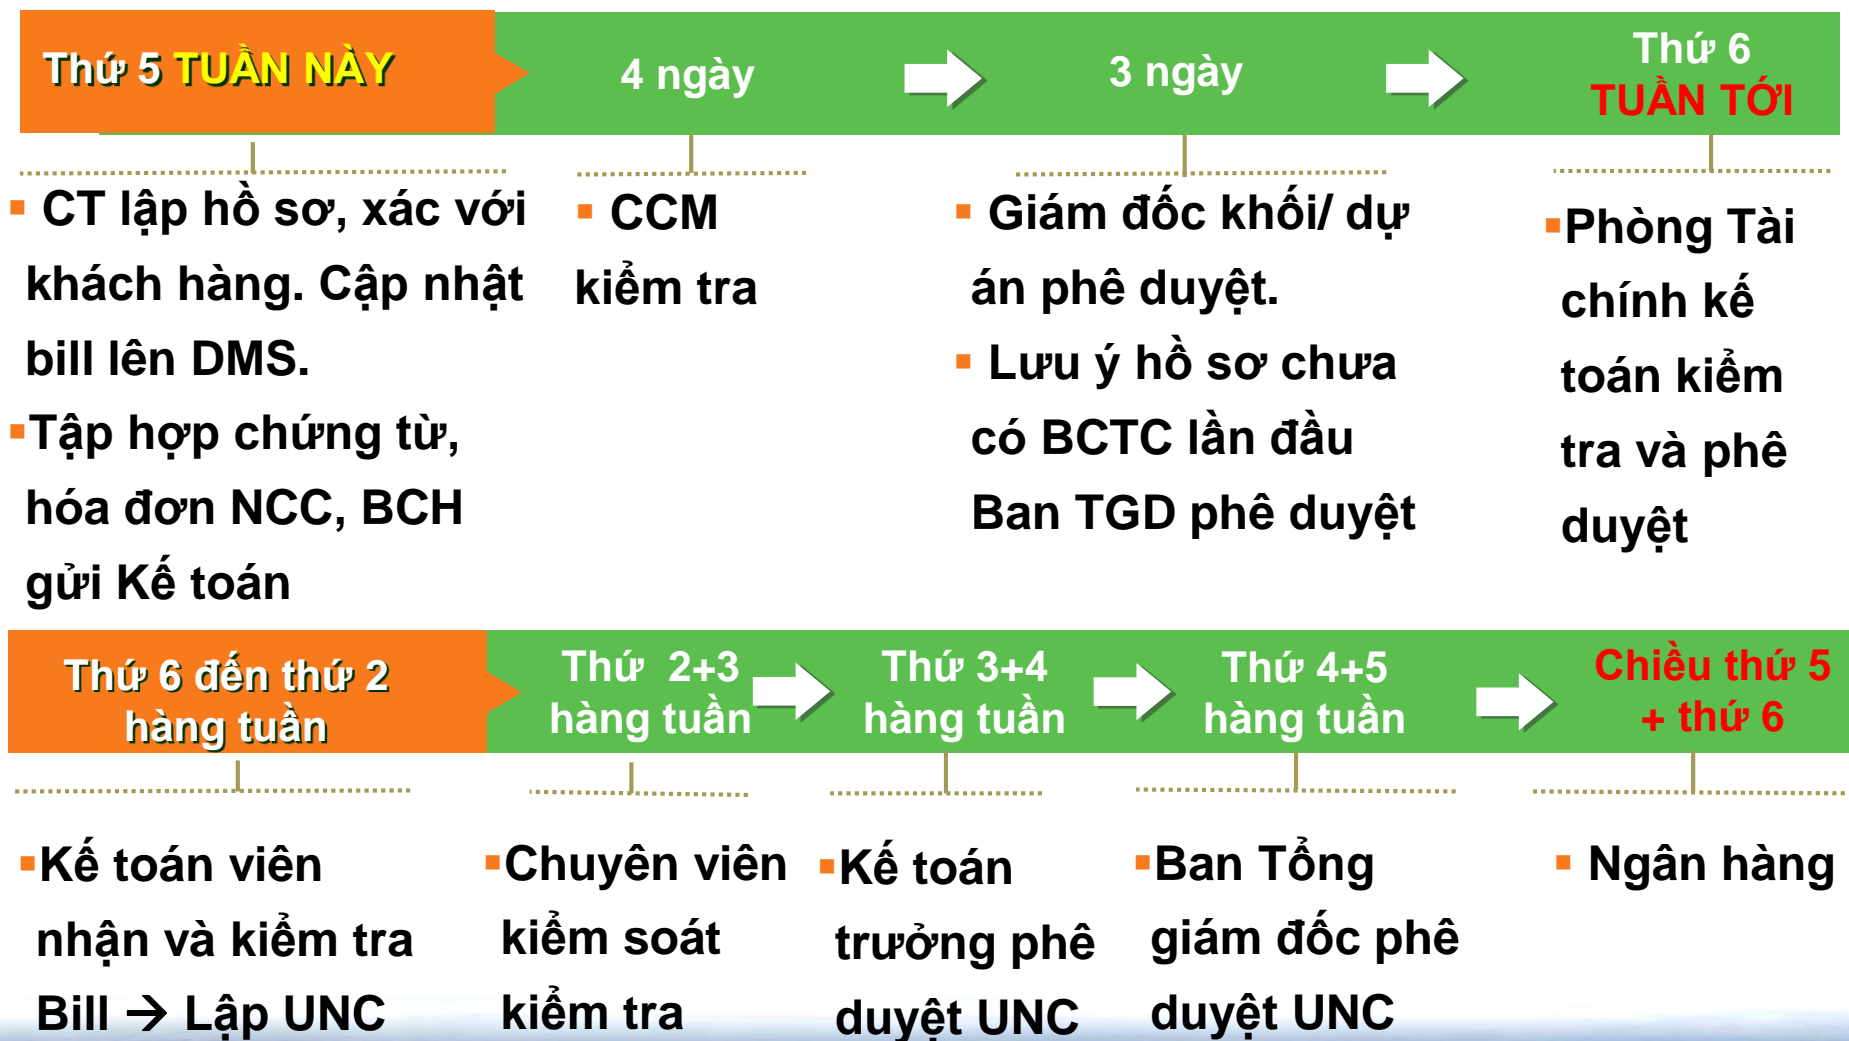 Thứ 5 TUẦN NÀY
4 ngày
3 ngày
Thứ 6
TUẦN TỚI
▪ CT lập hồ sơ, xác với
khách hàng. Cập nhật
bill lên DMS.
▪Tập hợp chứng từ,
hóa đơn NCC, BCH
gửi Kế toán
▪ CCM
kiểm tra
▪ Giám đốc khối/ dự
án phê duyệt.
▪ Lưu ý hồ sơ chưa
có BCTC lần đầu
Ban TGD phê duyệt
▪Phòng Tài
chính kế
toán kiểm
tra và phê
duyệt
Thứ 6 đến thứ 2
hàng tuần
Thứ 2+3
hàng tuần
Thứ 3+4
hàng tuần
Thứ 4+5
hàng tuần
Chiều thứ 5
+ thứ 6
▪Kế toán viên
nhận và kiểm tra
Bill → Lập UNC
▪Chuyên viên
kiểm soát
kiểm tra
▪Kế toán
trưởng phê
duyệt UNC
▪Ban Tổng
giám đốc phê
duyệt UNC
▪ Ngân hàng